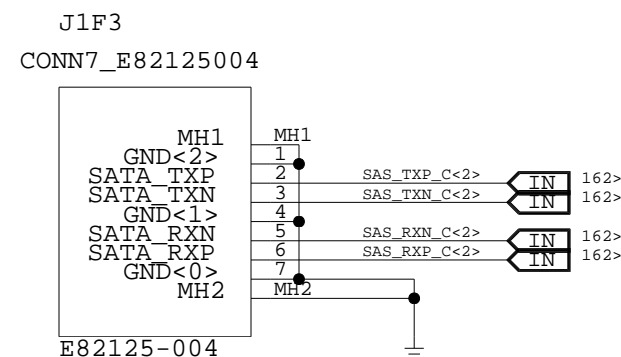 J1F3
CONN7_E82125004
MH1 MH1
GND<2> 1
SATA_TXP 2 SAS_TXP_C<2> IN 162>
SATA_TXN 3 SAS_TXN_C<2> IN 162>
GND<1> 4
SATA_RXN 5 SAS_RXN_C<2> IN 162>
SATA_RXP 6 SAS_RXP_C<2> IN 162>
GND<0> 7
MH2 MH2
E82125-004